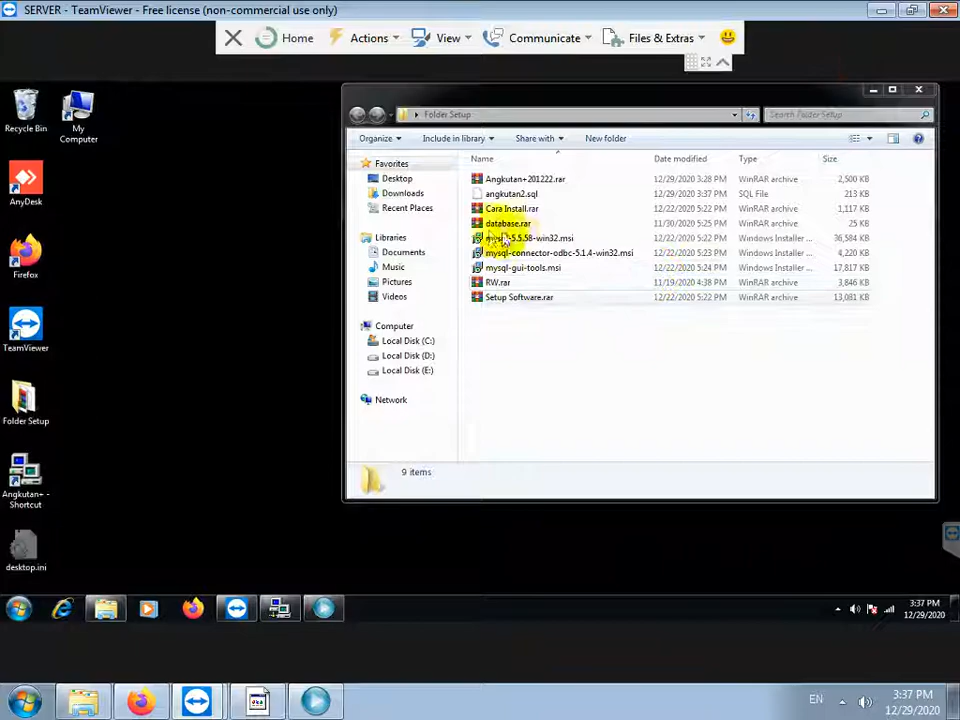 SERVER - TeamViewer - Free license (non-commercial use only)
Home
Actions
View
Communicate
Files & Extras
Recycle Bin
My Computer
AnyDesk
Firefox
TeamViewer
Folder Setup
Angkutan+ - Shortcut
desktop.ini
Folder Setup
Search Folder Setup
Organize
Include in library
Share with
New folder
Favorites
Desktop
Downloads
Recent Places
Libraries
Documents
Music
Pictures
Videos
Computer
Local Disk (C:)
Local Disk (D:)
Local Disk (E:)
Network
Name Date modified Type Size
Angkutan+201222.rar 12/29/2020 3:28 PM WinRAR archive 2,500 KB
angkutan2.sql 12/29/2020 3:37 PM SQL File 213 KB
Cara Install.rar 12/22/2020 5:22 PM WinRAR archive 1,117 KB
database.rar 11/30/2020 5:25 PM WinRAR archive 25 KB
mysql-5.5.58-win32.msi 12/22/2020 5:22 PM Windows Installer ... 36,584 KB
mysql-connector-odbc-5.1.4-win32.msi 12/22/2020 5:23 PM Windows Installer ... 4,220 KB
mysql-gui-tools.msi 12/22/2020 5:24 PM Windows Installer ... 17,817 KB
RW.rar 11/19/2020 4:38 PM WinRAR archive 3,846 KB
Setup Software.rar 12/22/2020 5:22 PM WinRAR archive 13,081 KB
9 items
3:37 PM
12/29/2020
EN
3:37 PM
12/29/2020